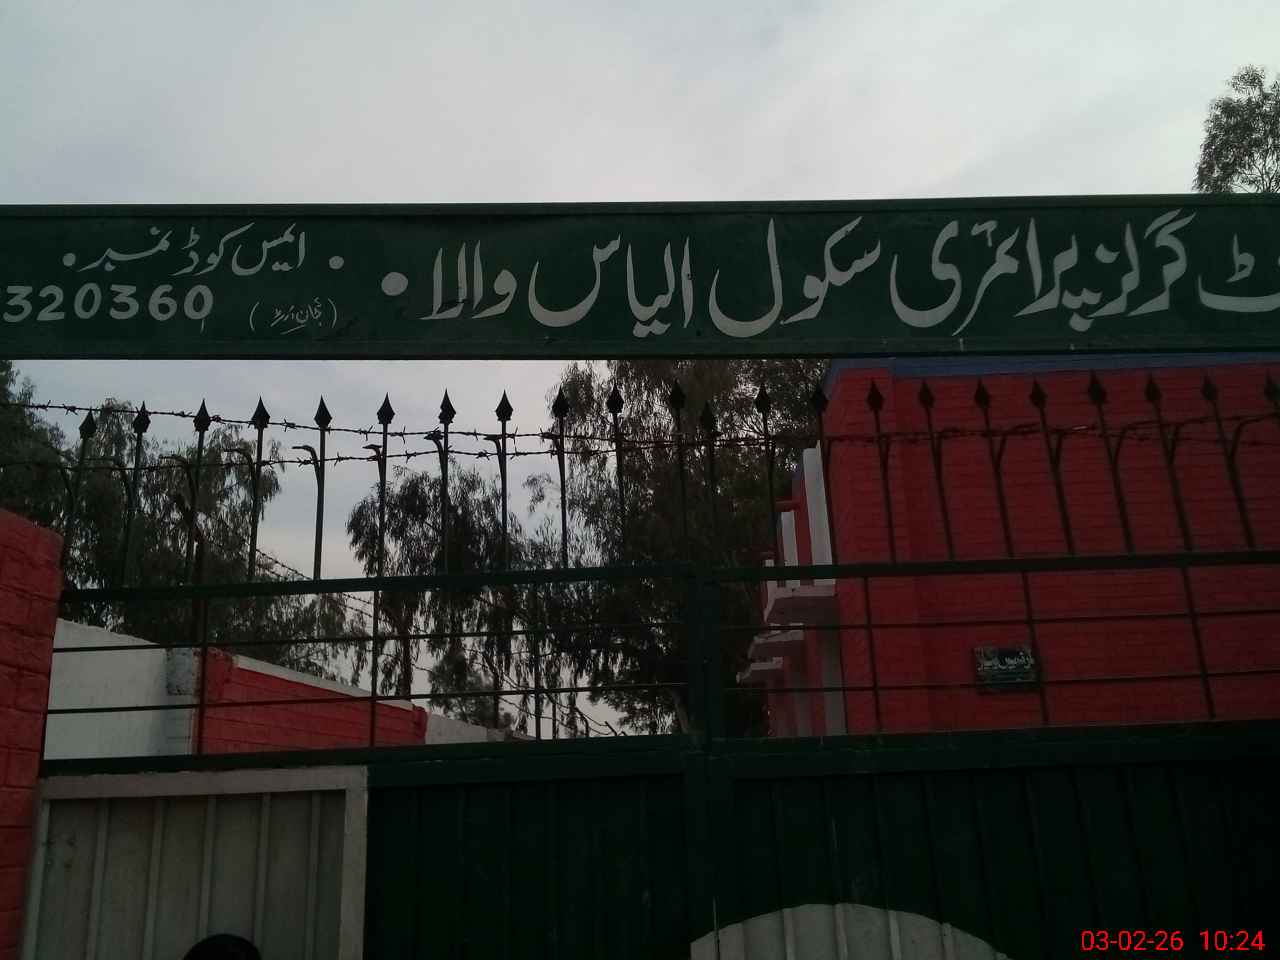 گرلز پرائمری سکول الیاس والا
ایمس کوڈ نمبر
320360
03-02-26 10:24